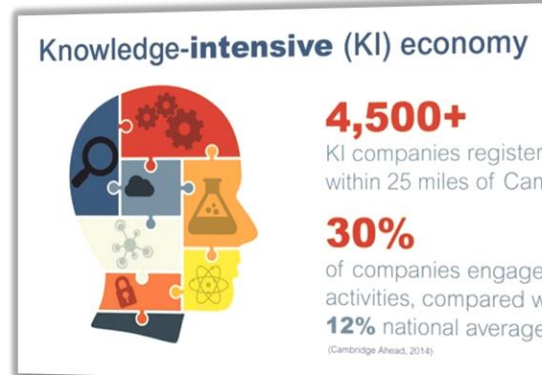 Knowledge-intensive (KI) economy
4,500+
KI companies register
within 25 miles of Cam
30%
of companies engage
activities, compared w
12% national average
(Cambridge Ahead, 2014)